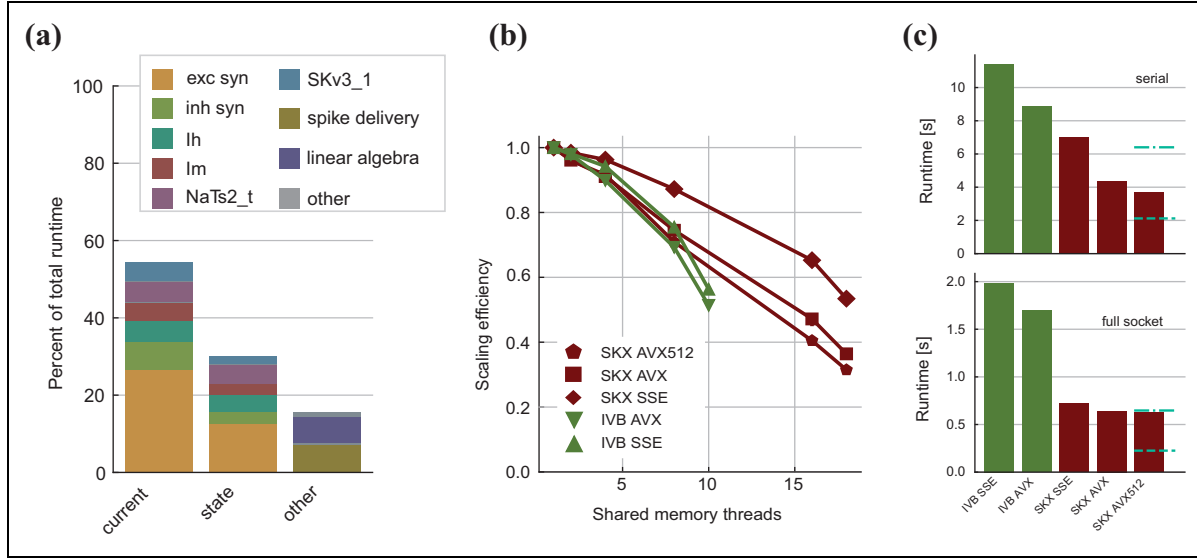 (a)
exc syn
inh syn
Ih
Im
NaTs2_t
SKv3_1
spike delivery
linear algebra
other
Percent of total runtime
100
80
60
40
20
0
current
state
other
(b)
Scaling efficiency
1.0
0.8
0.6
0.4
0.2
0.0
SKX AVX512
SKX AVX
SKX SSE
IVB AVX
IVB SSE
5
10
15
Shared memory threads
(c)
Runtime [s]
10
8
6
4
2
0
serial
Runtime [s]
2.0
1.5
1.0
0.5
0.0
full socket
IVB SSE
IVB AVX
SKX SSE
SKX AVX
SKX AVX512